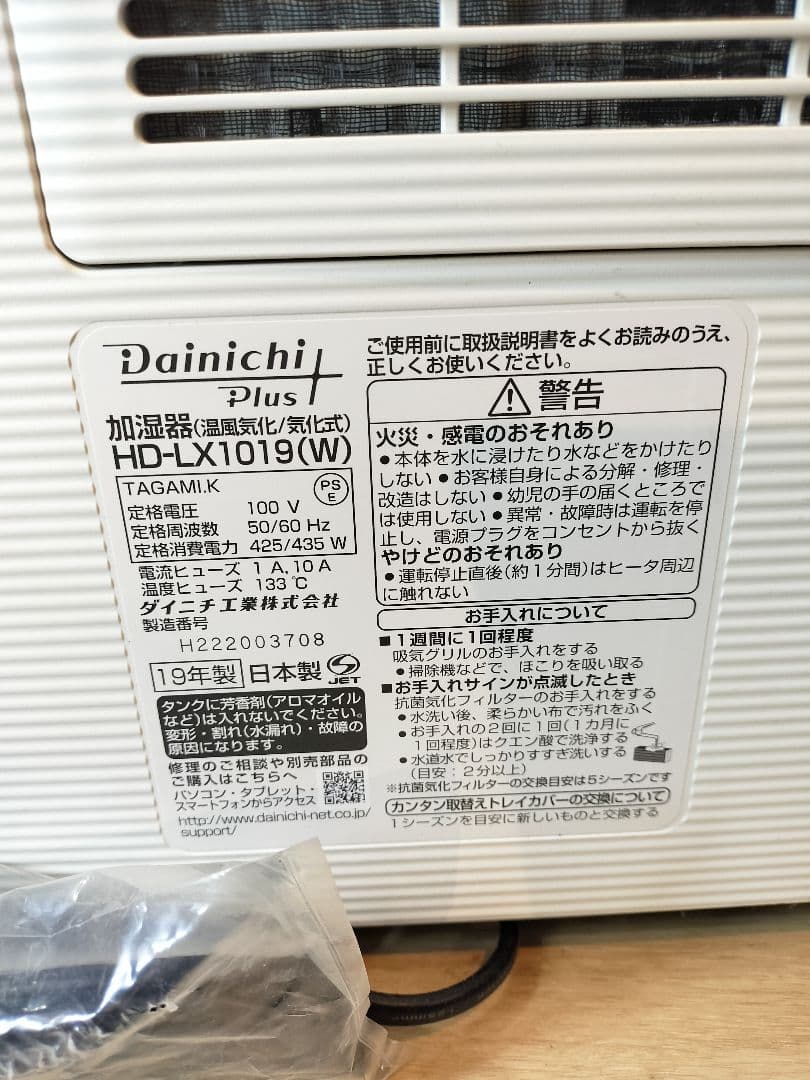 Dainichi
Plus
加湿器(温風気化/気化式)
HD-LX1019(W)
TAGAMI.K
PS
E
定格電圧 100 V
定格周波数 50/60 Hz
定格消費電力 425/435 W
電流ヒューズ 1 A,10 A
温度ヒューズ 133 ℃
ダイニチ工業株式会社
製造番号
H222003708
19年製 日本製
JET
タンクに芳香剤(アロマオイル
など)は入れないでください。
変形・割れ(水漏れ)・故障の
原因になります。
修理のご相談や別売部品の
ご購入はこちらへ
パソコン・タブレット・
スマートフォンからアクセス
http://www.dainichi-net.co.jp/
support/
ご使用前に取扱説明書をよくお読みのうえ、
正しくお使いください。
警告
火災・感電のおそれあり
●本体を水に浸けたり水などをかけたり
しない ●お客様自身による分解・修理・
改造はしない ●幼児の手の届くところで
は使用しない ●異常・故障時は運転を停
止し、電源プラグをコンセントから抜く
やけどのおそれあり
●運転停止直後(約1分間)はヒータ周辺
に触れない
お手入れについて
■1週間に1回程度
吸気グリルのお手入れをする
●掃除機などで、ほこりを吸い取る
■お手入れサインが点滅したとき
抗菌気化フィルターのお手入れをする
●水洗い後、柔らかい布で汚れをふく
●お手入れの2回に1回(1カ月に
1回程度)はクエン酸で洗浄する
●水道水でしっかりすすぎ洗いする
(目安:2分以上)
※抗菌気化フィルターの交換目安は5シーズンです
カンタン取替えトレイカバーの交換について
1シーズンを目安に新しいものと交換する